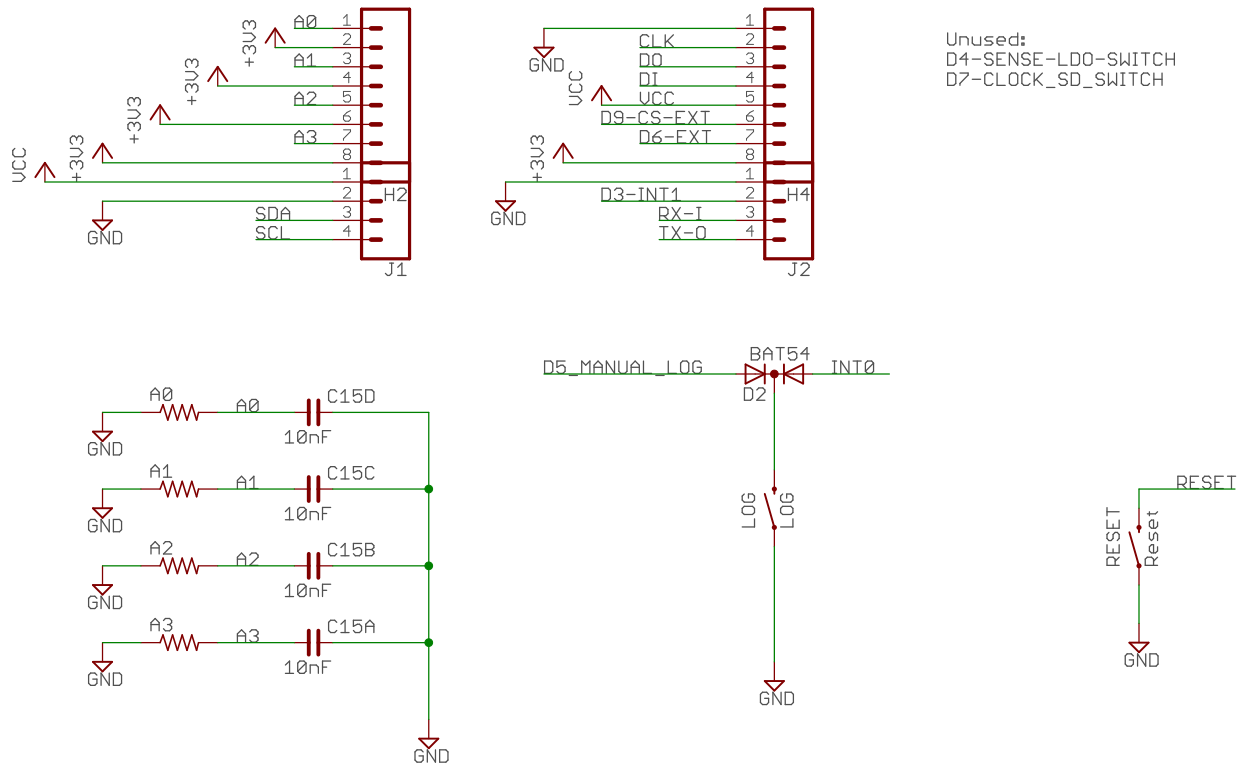 A0
1
+3V3
2
A1
3
+3V3
4
A2
5
+3V3
6
A3
7
+3V3
8
VCC
1
H2
2
GND
SDA
3
SCL
4
J1
1
GND
CLK
2
DO
3
DI
4
VCC
VCC
5
D9-CS-EXT
6
D6-EXT
7
+3V3
8
1
H4
GND
D3-INT1
2
RX-I
3
TX-O
4
J2
Unused:
D4-SENSE-LDO-SWITCH
D7-CLOCK_SD_SWITCH
A0
A0
C15D
10nF
GND
A1
A1
C15C
10nF
GND
A2
A2
C15B
10nF
GND
A3
A3
C15A
10nF
GND
GND
D5_MANUAL_LOG
BAT54
D2
INT0
LOG
LOG
GND
RESET
RESET
Reset
GND